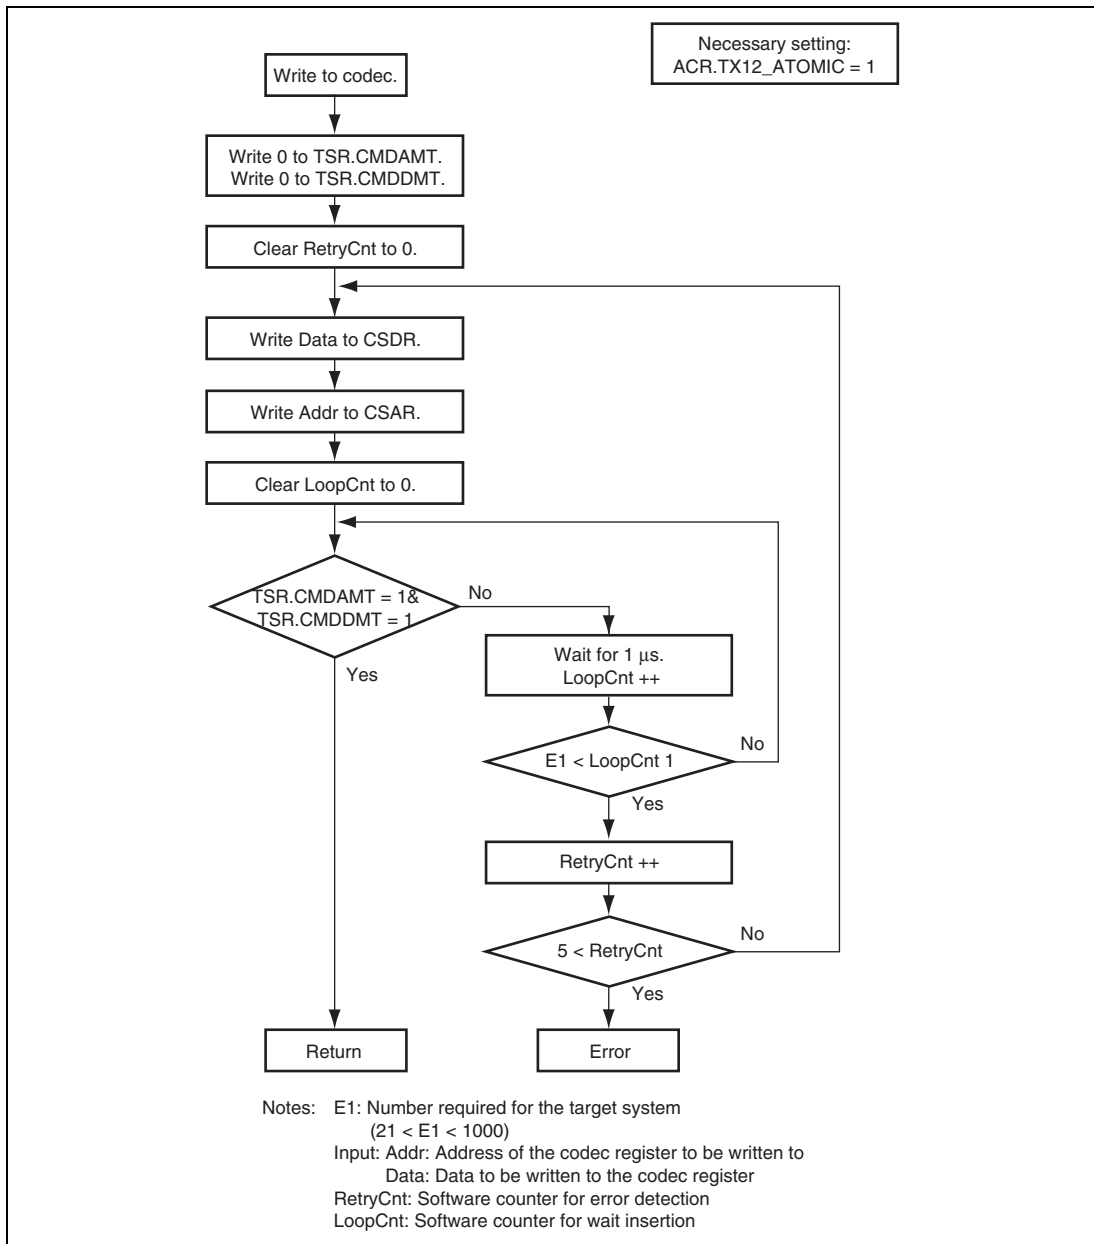 Necessary setting:
ACR.TX12_ATOMIC = 1
Write to codec.
Write 0 to TSR.CMDAMT.
Write 0 to TSR.CMDDMT.
Clear RetryCnt to 0.
Write Data to CSDR.
Write Addr to CSAR.
Clear LoopCnt to 0.
TSR.CMDAMT = 1&
TSR.CMDDMT = 1
No
Yes
Wait for 1 μs.
LoopCnt ++
E1 < LoopCnt 1
No
Yes
RetryCnt ++
5 < RetryCnt
No
Yes
Return
Error
Notes: E1: Number required for the target system
(21 < E1 < 1000)
Input: Addr: Address of the codec register to be written to
Data: Data to be written to the codec register
RetryCnt: Software counter for error detection
LoopCnt: Software counter for wait insertion